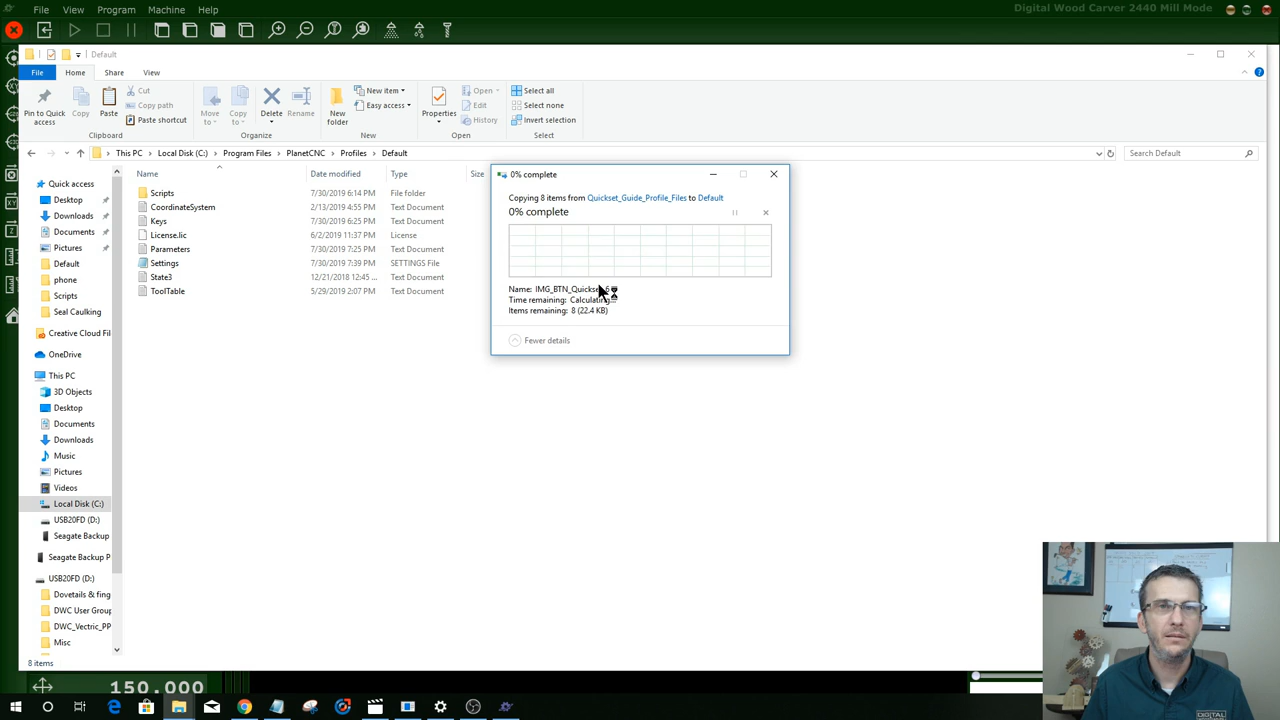 File View Program Machine Help
Digital Wood Carver 2440 Mill Mode
Default
File Home Share View
Pin to Quick access
Copy
Paste
Cut
Copy path
Paste shortcut
Clipboard
Move to
Copy to
Delete
Rename
Organize
New folder
New item
Easy access
New
Properties
Open
Edit
History
Open
Select all
Select none
Invert selection
Select
This PC > Local Disk (C:) > Program Files > PlanetCNC > Profiles > Default
Search Default
Name Date modified Type Size
Scripts 7/30/2019 6:14 PM File folder
CoordinateSystem 2/13/2019 4:55 PM Text Document
Keys 7/30/2019 6:25 PM Text Document
License.lic 6/2/2019 11:37 PM License
Parameters 7/30/2019 7:25 PM Text Document
Settings 7/30/2019 7:39 PM SETTINGS File
State3 12/21/2018 12:45 ... Text Document
ToolTable 5/29/2019 2:07 PM Text Document
Quick access
Desktop
Downloads
Documents
Pictures
Default
phone
Scripts
Seal Caulking
Creative Cloud Fil
OneDrive
This PC
3D Objects
Desktop
Documents
Downloads
Music
Pictures
Videos
Local Disk (C:)
USB20FD (D:)
Seagate Backup
Seagate Backup P
USB20FD (D:)
Dovetails & fing
DWC User Group
DWC_Vectric_PP
Misc
8 items
0% complete
Copying 8 items from Quickset_Guide_Profile_Files to Default
0% complete
Name: IMG_BTN_Quickse
Time remaining: Calculating
Items remaining: 8 (22.4 KB)
Fewer details
150.000
DIGITAL